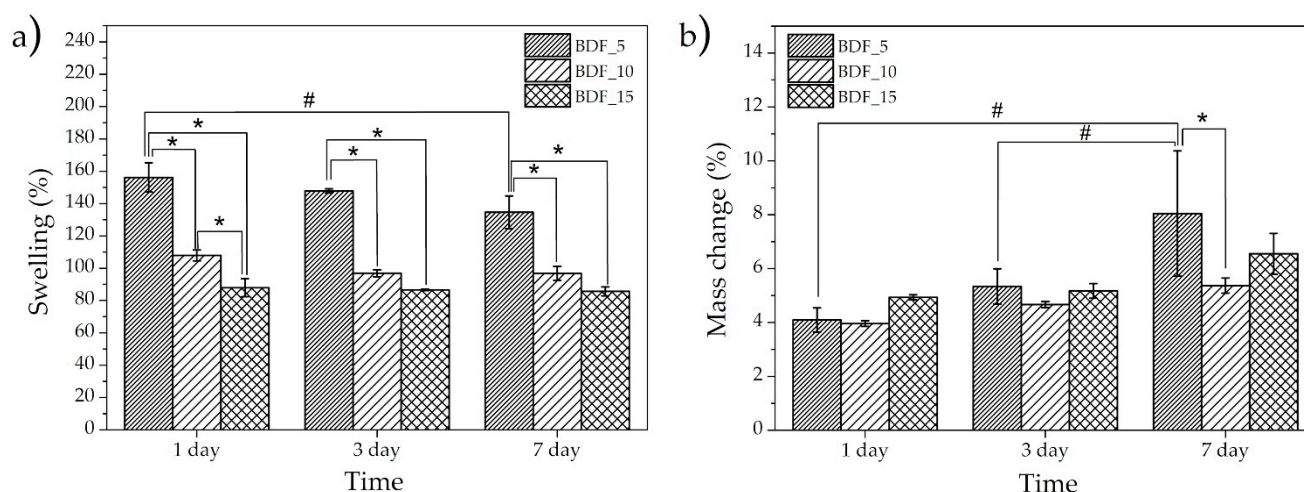 a)
Swelling (%)
240
220
200
180
160
140
120
100
80
60
40
20
0
BDF_5
BDF_10
BDF_15
#
*
*
*
*
*
*
*
1 day
3 day
7 day
Time
b)
Mass change (%)
14
12
10
8
6
4
2
0
BDF_5
BDF_10
BDF_15
#
#
*
1 day
3 day
7 day
Time